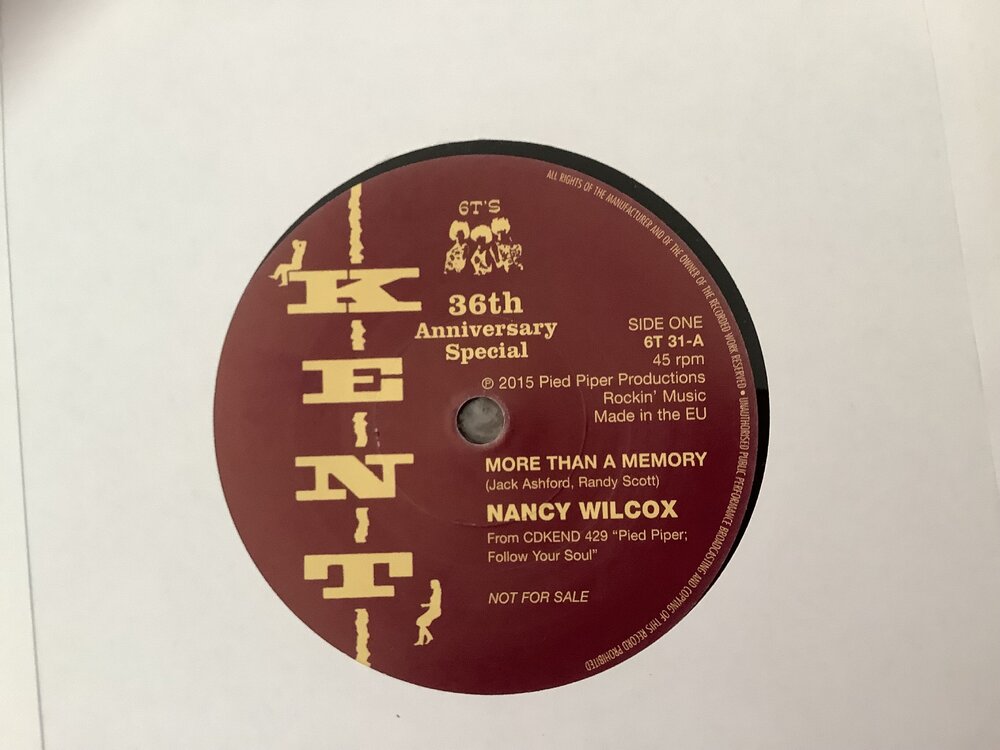 6T'S
36th
Anniversary
Special
KENT
SIDE ONE
6T 31-A
45 rpm
℗ 2015 Pied Piper Productions
Rockin' Music
Made in the EU
MORE THAN A MEMORY
(Jack Ashford, Randy Scott)
NANCY WILCOX
From CDKEND 429 “Pied Piper;
Follow Your Soul”
NOT FOR SALE
ALL RIGHTS OF THE MANUFACTURER AND OF THE OWNER OF THE RECORDED WORK RESERVED • UNAUTHORISED PUBLIC PERFORMANCE BROADCASTING AND COPYING OF THIS RECORD PROHIBITED